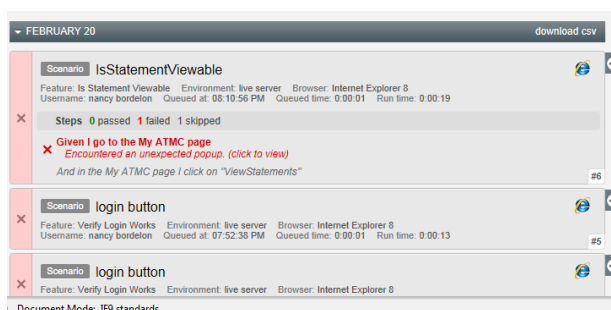 FEBRUARY 20 download csv
Scenario IsStatementViewable
Feature: Is Statement Viewable Environment: live server Browser: Internet Explorer 8
Username: nancy bordelon Queued at: 08:10:56 PM Queued time: 0:00:01 Run time: 0:00:19
Steps 0 passed 1 failed 1 skipped
Given I go to the My ATMC page
Encountered an unexpected popup. (click to view)
And in the My ATMC page I click on "ViewStatements"
#6
Scenario login button
Feature: Verify Login Works Environment: live server Browser: Internet Explorer 8
Username: nancy bordelon Queued at: 07:52:38 PM Queued time: 0:00:01 Run time: 0:00:13
#5
Scenario login button
Feature: Verify Login Works Environment: live server Browser: Internet Explorer 8
Document Mode: IE9 standards